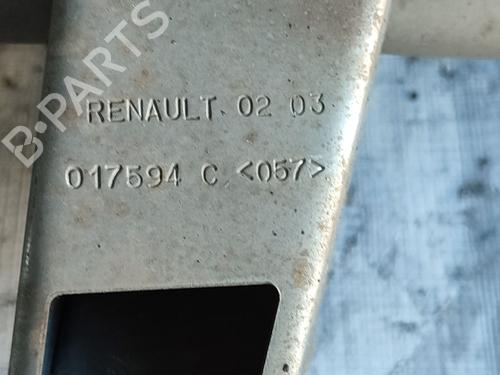 B-PARTS
RENAULT 02 03
017594 C <057>